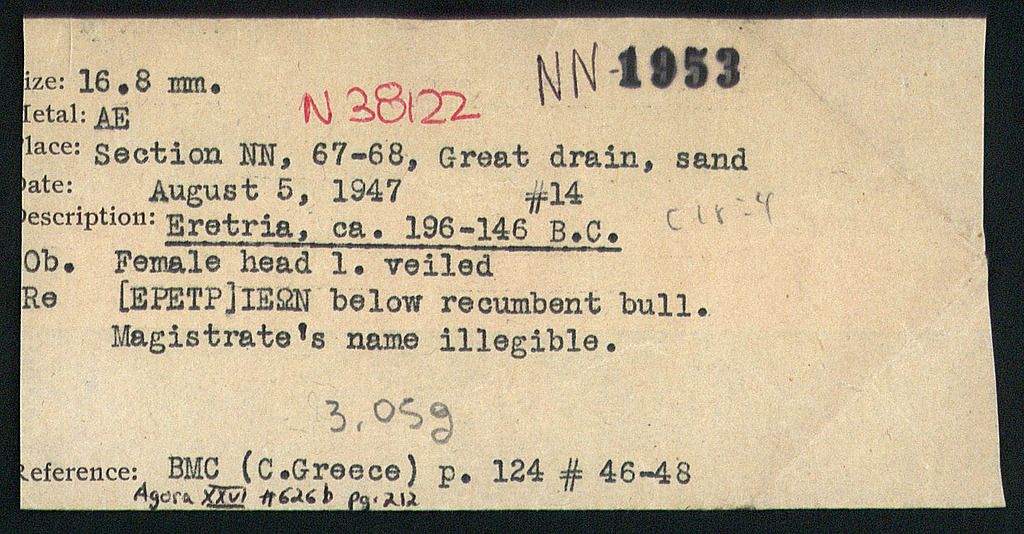 NN-1953
ize: 16.8 mm.
N 38122
etal: AE
lace: Section NN, 67-68, Great drain, sand
ate: August 5, 1947 #14
escription: Eretria, ca. 196-146 B.C.
Ob. Female head l. veiled
Re [ΕΡΕΤΡ]ΙΕΩΝ below recumbent bull.
Magistrate's name illegible.
3,05g
eference: BMC (C.Greece) p. 124 # 46-48
Agora XXVI #626b pg. 212